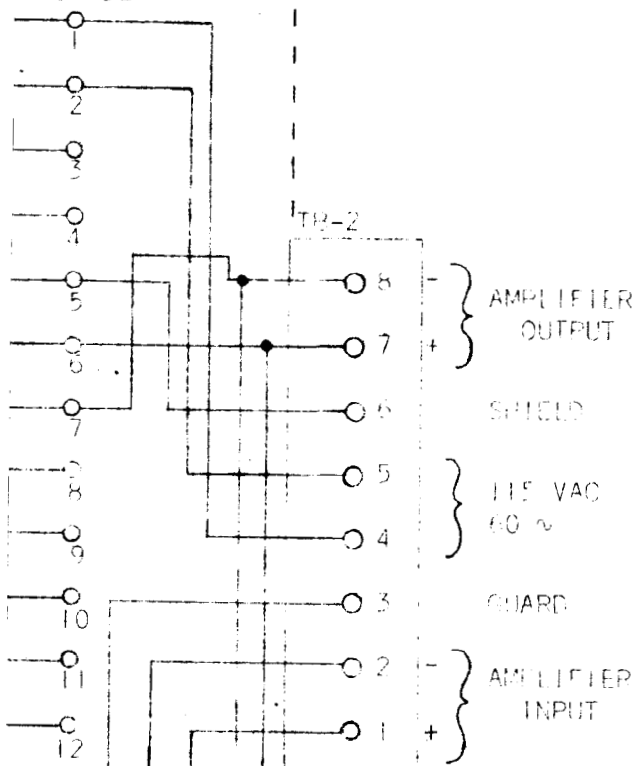 1
2
3
4
5
6
7
8
9
10
11
12
TB-2
8 - AMPLIFIER
OUTPUT
7 +
6 SHIELD
5 115 VAC
60 ~
4
3 GUARD
2 - AMPLIFIER
INPUT
1 +